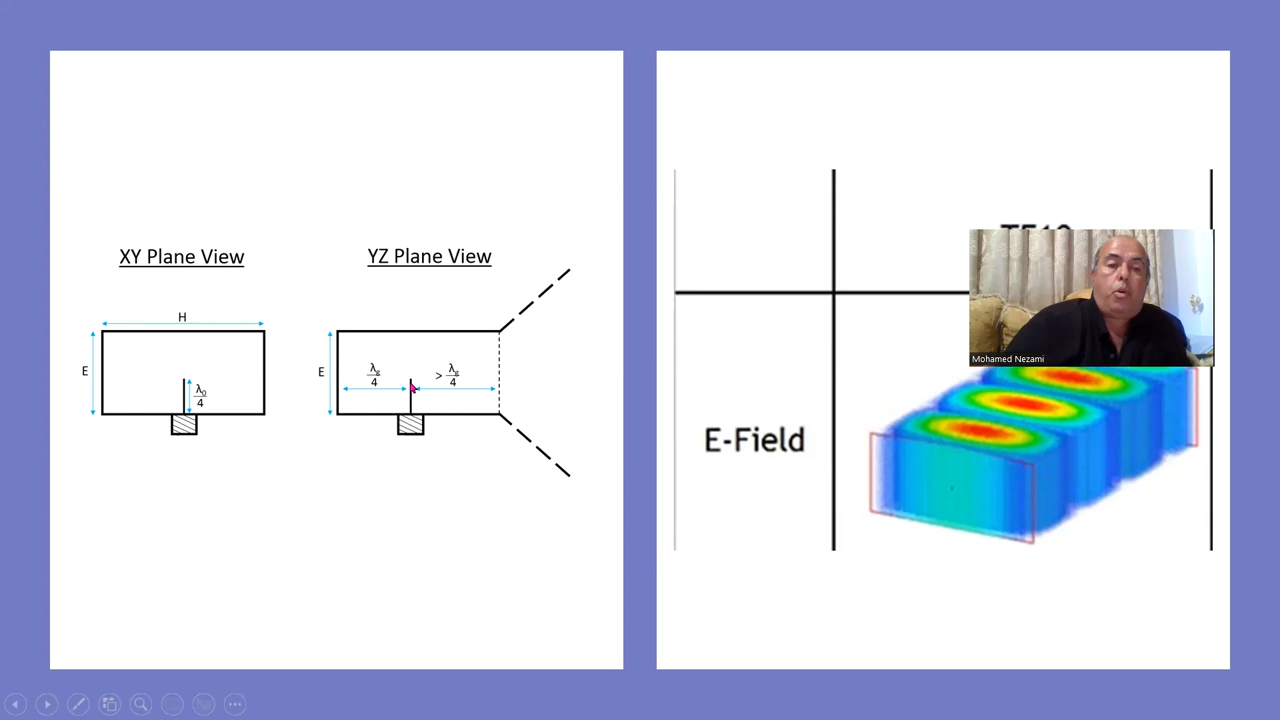 XY Plane View
YZ Plane View
H
E
λ0
4
E
λg
4
> λg
4
E-Field
Mohamed Nezami